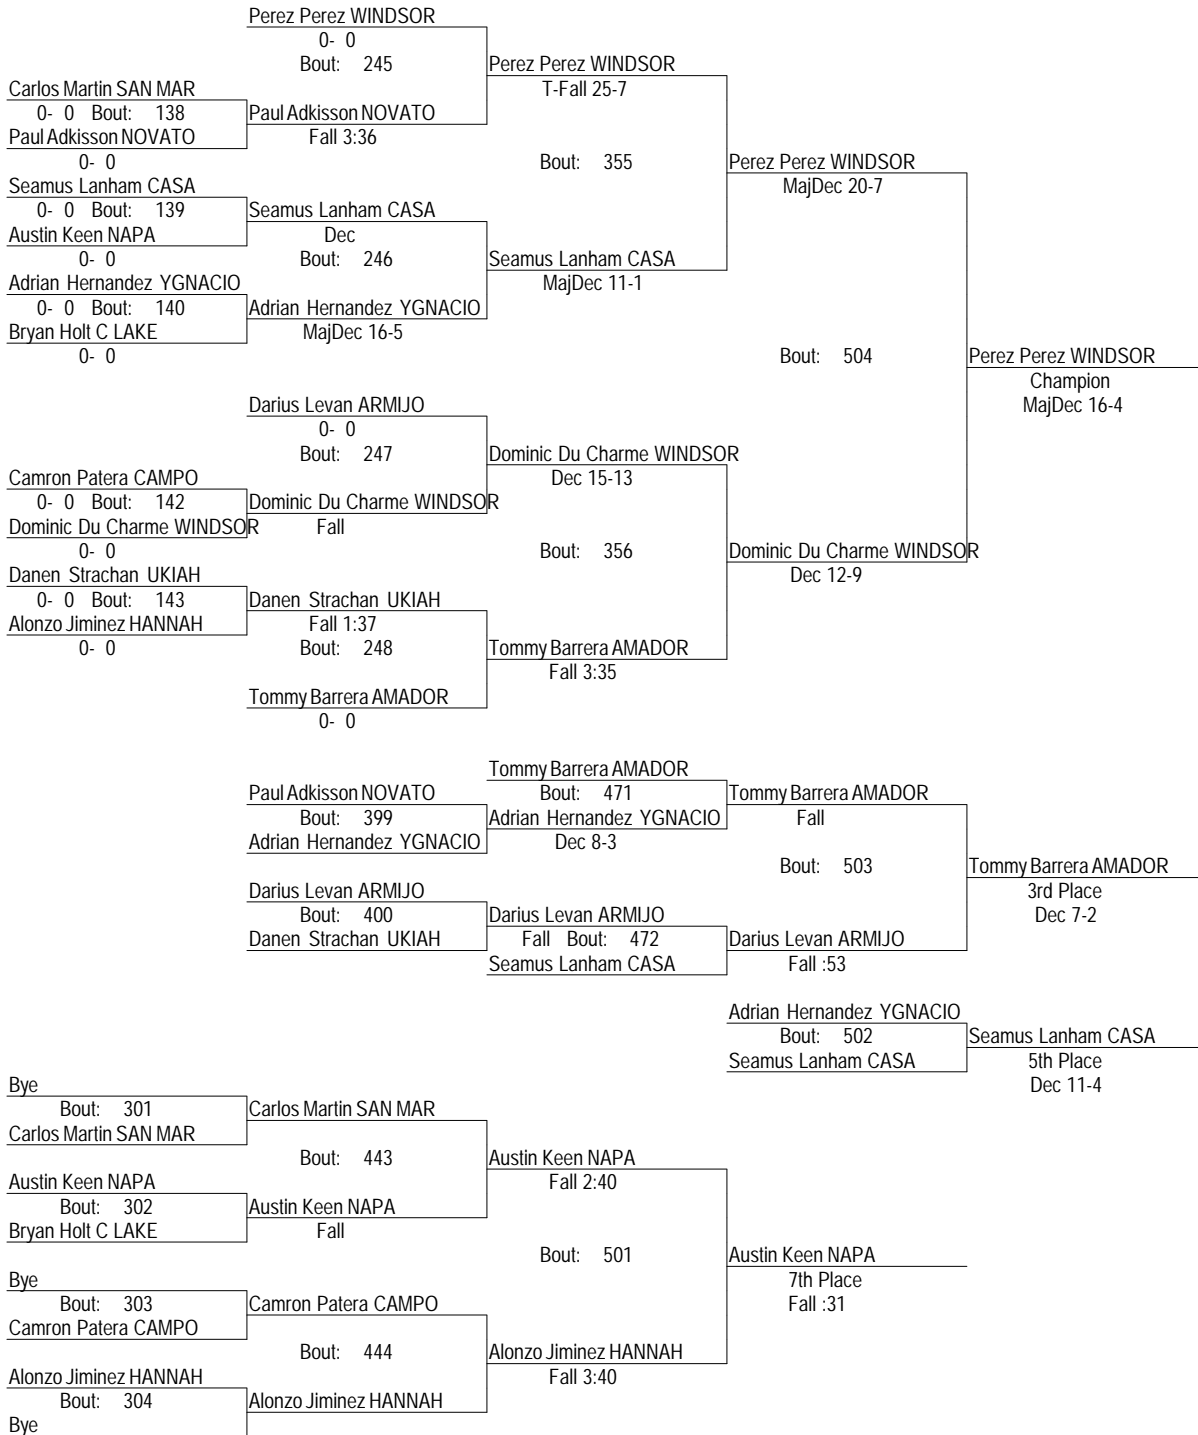 Perez Perez WINDSOR
0- 0
Bout: 245
Perez Perez WINDSOR
T-Fall 25-7
Carlos Martin SAN MAR
0- 0 Bout: 138
Paul Adkisson NOVATO
Paul Adkisson NOVATO
Fall 3:36
0- 0
Bout: 355
Perez Perez WINDSOR
MajDec 20-7
Seamus Lanham CASA
0- 0 Bout: 139
Seamus Lanham CASA
Austin Keen NAPA
Dec
0- 0
Bout: 246
Seamus Lanham CASA
MajDec 11-1
Adrian Hernandez YGNACIO
0- 0 Bout: 140
Adrian Hernandez YGNACIO
Bryan Holt C LAKE
MajDec 16-5
0- 0
Bout: 504
Perez Perez WINDSOR
Champion
MajDec 16-4
Darius Levan ARMIJO
0- 0
Bout: 247
Dominic Du Charme WINDSOR
Dec 15-13
Camron Patera CAMPO
0- 0 Bout: 142
Dominic Du Charme WINDSOR
Dominic Du Charme WINDSOR
Fall
0- 0
Bout: 356
Dominic Du Charme WINDSOR
Dec 12-9
Danen Strachan UKIAH
0- 0 Bout: 143
Danen Strachan UKIAH
Alonzo Jiminez HANNAH
Fall 1:37
0- 0
Bout: 248
Tommy Barrera AMADOR
Fall 3:35
Tommy Barrera AMADOR
0- 0
Tommy Barrera AMADOR
Paul Adkisson NOVATO
Bout: 471
Tommy Barrera AMADOR
Bout: 399
Adrian Hernandez YGNACIO
Fall
Adrian Hernandez YGNACIO
Dec 8-3
Bout: 503
Tommy Barrera AMADOR
3rd Place
Dec 7-2
Darius Levan ARMIJO
Bout: 400
Darius Levan ARMIJO
Danen Strachan UKIAH
Fall Bout: 472
Darius Levan ARMIJO
Seamus Lanham CASA
Fall :53
Adrian Hernandez YGNACIO
Bout: 502
Seamus Lanham CASA
Seamus Lanham CASA
5th Place
Dec 11-4
Bye
Bout: 301
Carlos Martin SAN MAR
Carlos Martin SAN MAR
Bout: 443
Austin Keen NAPA
Fall 2:40
Austin Keen NAPA
Bout: 302
Austin Keen NAPA
Bryan Holt C LAKE
Fall
Bout: 501
Austin Keen NAPA
7th Place
Fall :31
Bye
Bout: 303
Camron Patera CAMPO
Camron Patera CAMPO
Bout: 444
Alonzo Jiminez HANNAH
Fall 3:40
Alonzo Jiminez HANNAH
Bout: 304
Alonzo Jiminez HANNAH
Bye